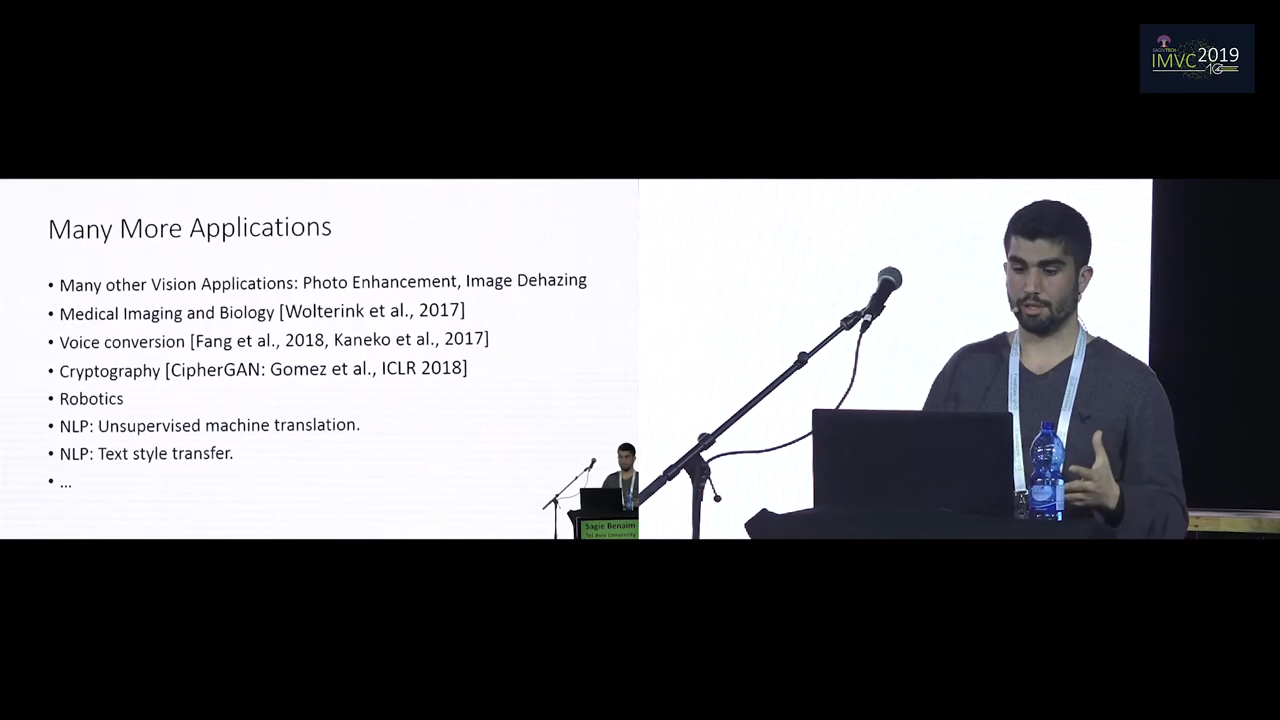 SAGIVTECH
IMVC 2019
10
Many More Applications
• Many other Vision Applications: Photo Enhancement, Image Dehazing
• Medical Imaging and Biology [Wolterink et al., 2017]
• Voice conversion [Fang et al., 2018, Kaneko et al., 2017]
• Cryptography [CipherGAN: Gomez et al., ICLR 2018]
• Robotics
• NLP: Unsupervised machine translation.
• NLP: Text style transfer.
• ...
Sagie Benaim
Tel Aviv University